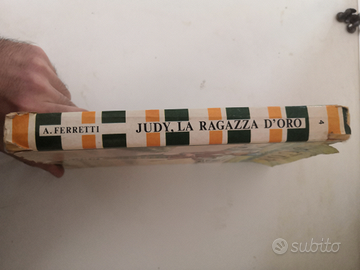 A. FERRETTI
JUDY, LA RAGAZZA D'ORO
4
subito